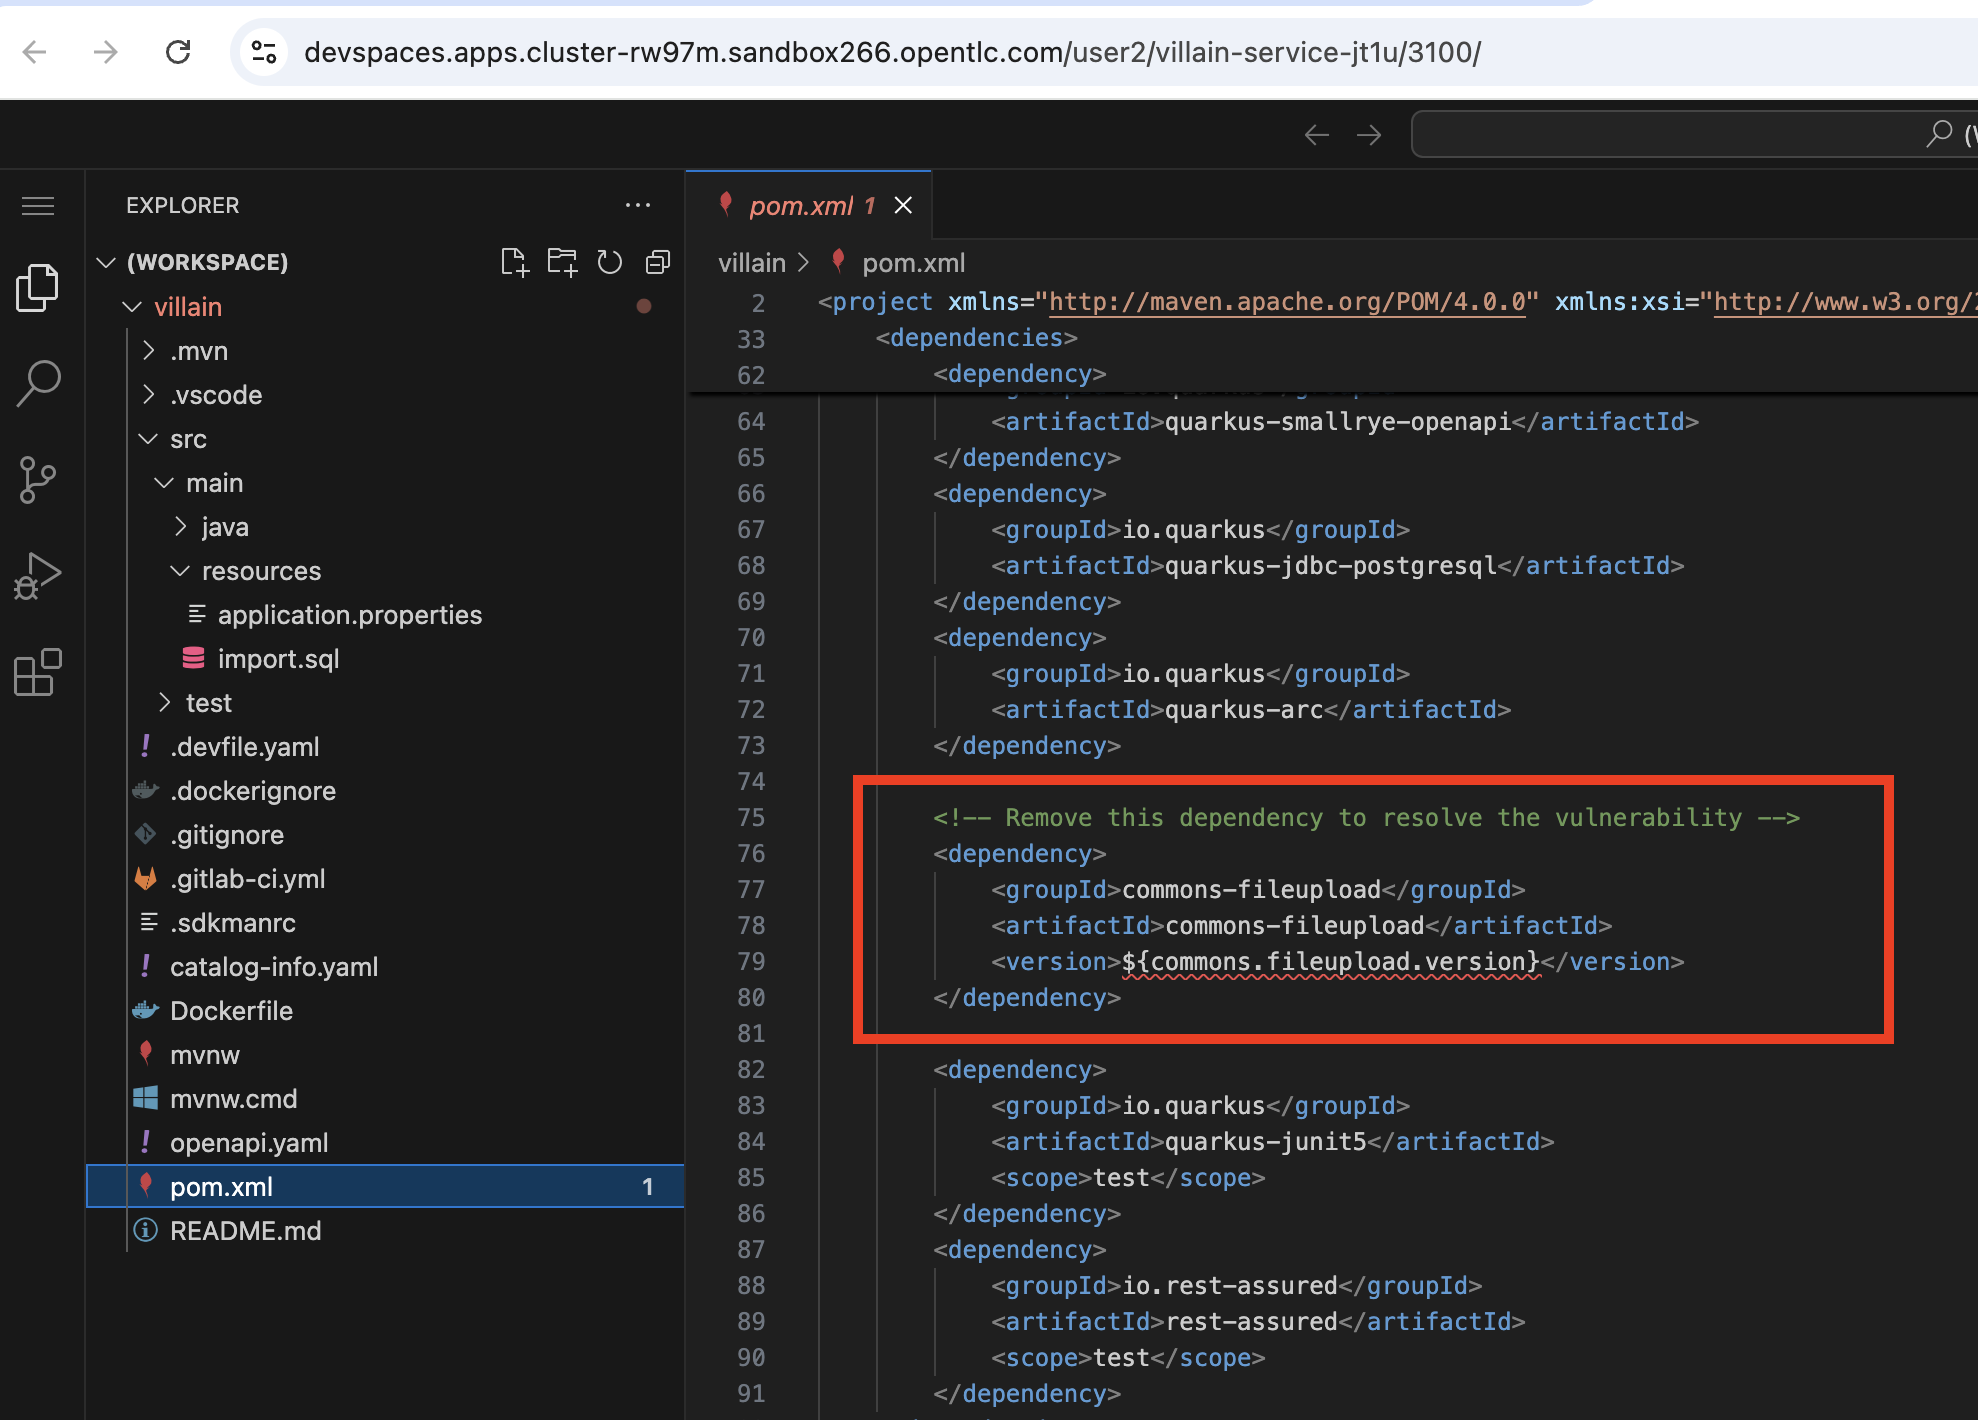 devspaces.apps.cluster-rw97m.sandbox266.opentlc.com/user2/villain-service-jt1u/3100/
EXPLORER
(WORKSPACE)
villain
.mvn
.vscode
src
main
java
resources
application.properties
import.sql
test
.devfile.yaml
.dockerignore
.gitignore
.gitlab-ci.yml
.sdkmanrc
catalog-info.yaml
Dockerfile
mvnw
mvnw.cmd
openapi.yaml
pom.xml 1
README.md
pom.xml 1
villain > pom.xml
2 <project xmlns="http://maven.apache.org/POM/4.0.0" xmlns:xsi="http://www.w3.org/
33 <dependencies>
62 <dependency>
64 <artifactId>quarkus-smallrye-openapi</artifactId>
65 </dependency>
66 <dependency>
67 <groupId>io.quarkus</groupId>
68 <artifactId>quarkus-jdbc-postgresql</artifactId>
69 </dependency>
70 <dependency>
71 <groupId>io.quarkus</groupId>
72 <artifactId>quarkus-arc</artifactId>
73 </dependency>
74
75 <!-- Remove this dependency to resolve the vulnerability -->
76 <dependency>
77 <groupId>commons-fileupload</groupId>
78 <artifactId>commons-fileupload</artifactId>
79 <version>${commons.fileupload.version}</version>
80 </dependency>
81
82 <dependency>
83 <groupId>io.quarkus</groupId>
84 <artifactId>quarkus-junit5</artifactId>
85 <scope>test</scope>
86 </dependency>
87 <dependency>
88 <groupId>io.rest-assured</groupId>
89 <artifactId>rest-assured</artifactId>
90 <scope>test</scope>
91 </dependency>